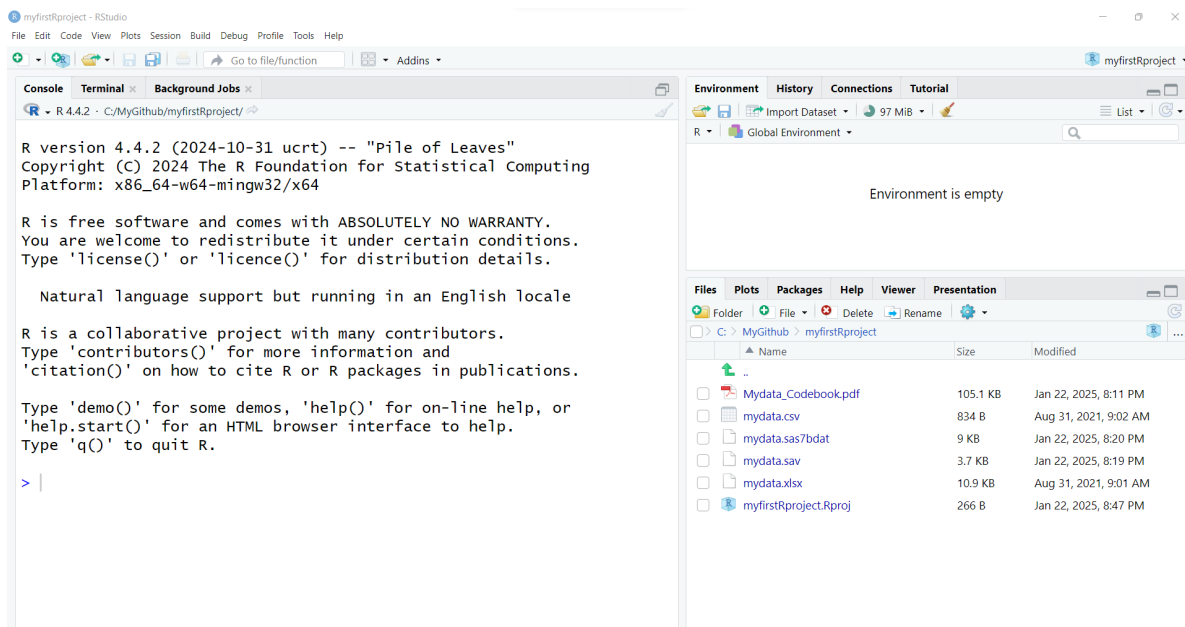 myfirstRproject - RStudio
File Edit Code View Plots Session Build Debug Profile Tools Help
Go to file/function Addins myfirstRproject
Console Terminal Background Jobs
R 4.4.2 · C:/MyGithub/myfirstRproject/
R version 4.4.2 (2024-10-31 ucrt) -- "Pile of Leaves"
Copyright (C) 2024 The R Foundation for Statistical Computing
Platform: x86_64-w64-mingw32/x64
R is free software and comes with ABSOLUTELY NO WARRANTY.
You are welcome to redistribute it under certain conditions.
Type 'license()' or 'licence()' for distribution details.
Natural language support but running in an English locale
R is a collaborative project with many contributors.
Type 'contributors()' for more information and
'citation()' on how to cite R or R packages in publications.
Type 'demo()' for some demos, 'help()' for on-line help, or
'help.start()' for an HTML browser interface to help.
Type 'q()' to quit R.
>
Environment History Connections Tutorial
Import Dataset 97 MiB List
R Global Environment
Environment is empty
Files Plots Packages Help Viewer Presentation
Folder File Delete Rename
C: > MyGithub > myfirstRproject R ...
Name Size Modified
..
Mydata_Codebook.pdf 105.1 KB Jan 22, 2025, 8:11 PM
mydata.csv 834 B Aug 31, 2021, 9:02 AM
mydata.sas7bdat 9 KB Jan 22, 2025, 8:20 PM
mydata.sav 3.7 KB Jan 22, 2025, 8:19 PM
mydata.xlsx 10.9 KB Aug 31, 2021, 9:01 AM
myfirstRproject.Rproj 266 B Jan 22, 2025, 8:47 PM